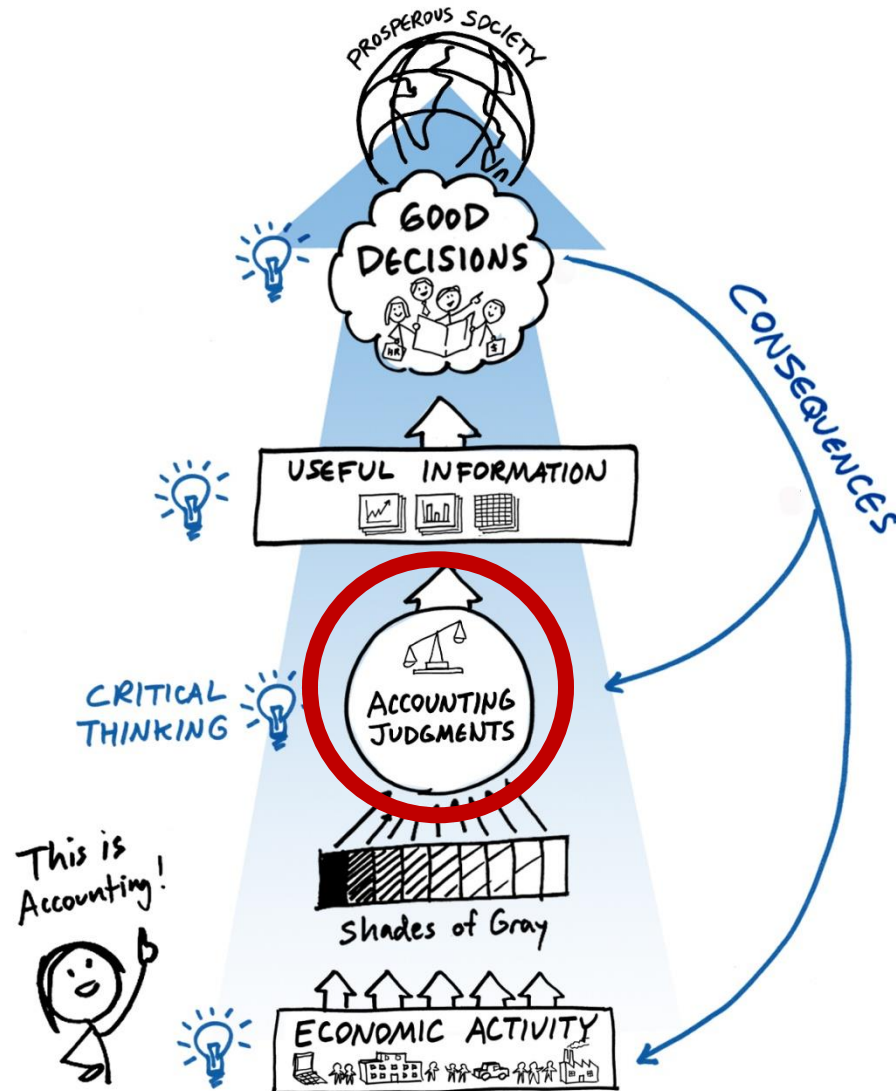 PROSPEROUS SOCIETY
GOOD
DECISIONS
HR
$
CONSEQUENCES
USEFUL INFORMATION
CRITICAL
THINKING
ACCOUNTING
JUDGMENTS
This is
Accounting!
Shades of Gray
ECONOMIC ACTIVITY